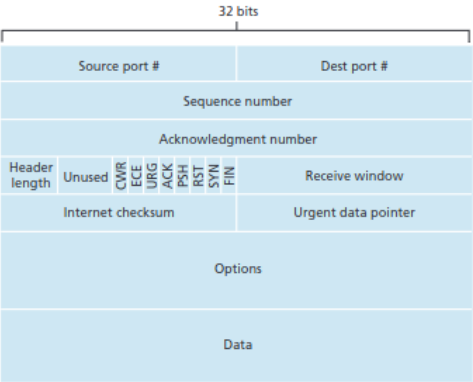 32 bits
Source port #
Dest port #
Sequence number
Acknowledgment number
Header
length
Unused
CWR
ECE
URG
ACK
PSH
RST
SYN
FIN
Receive window
Internet checksum
Urgent data pointer
Options
Data